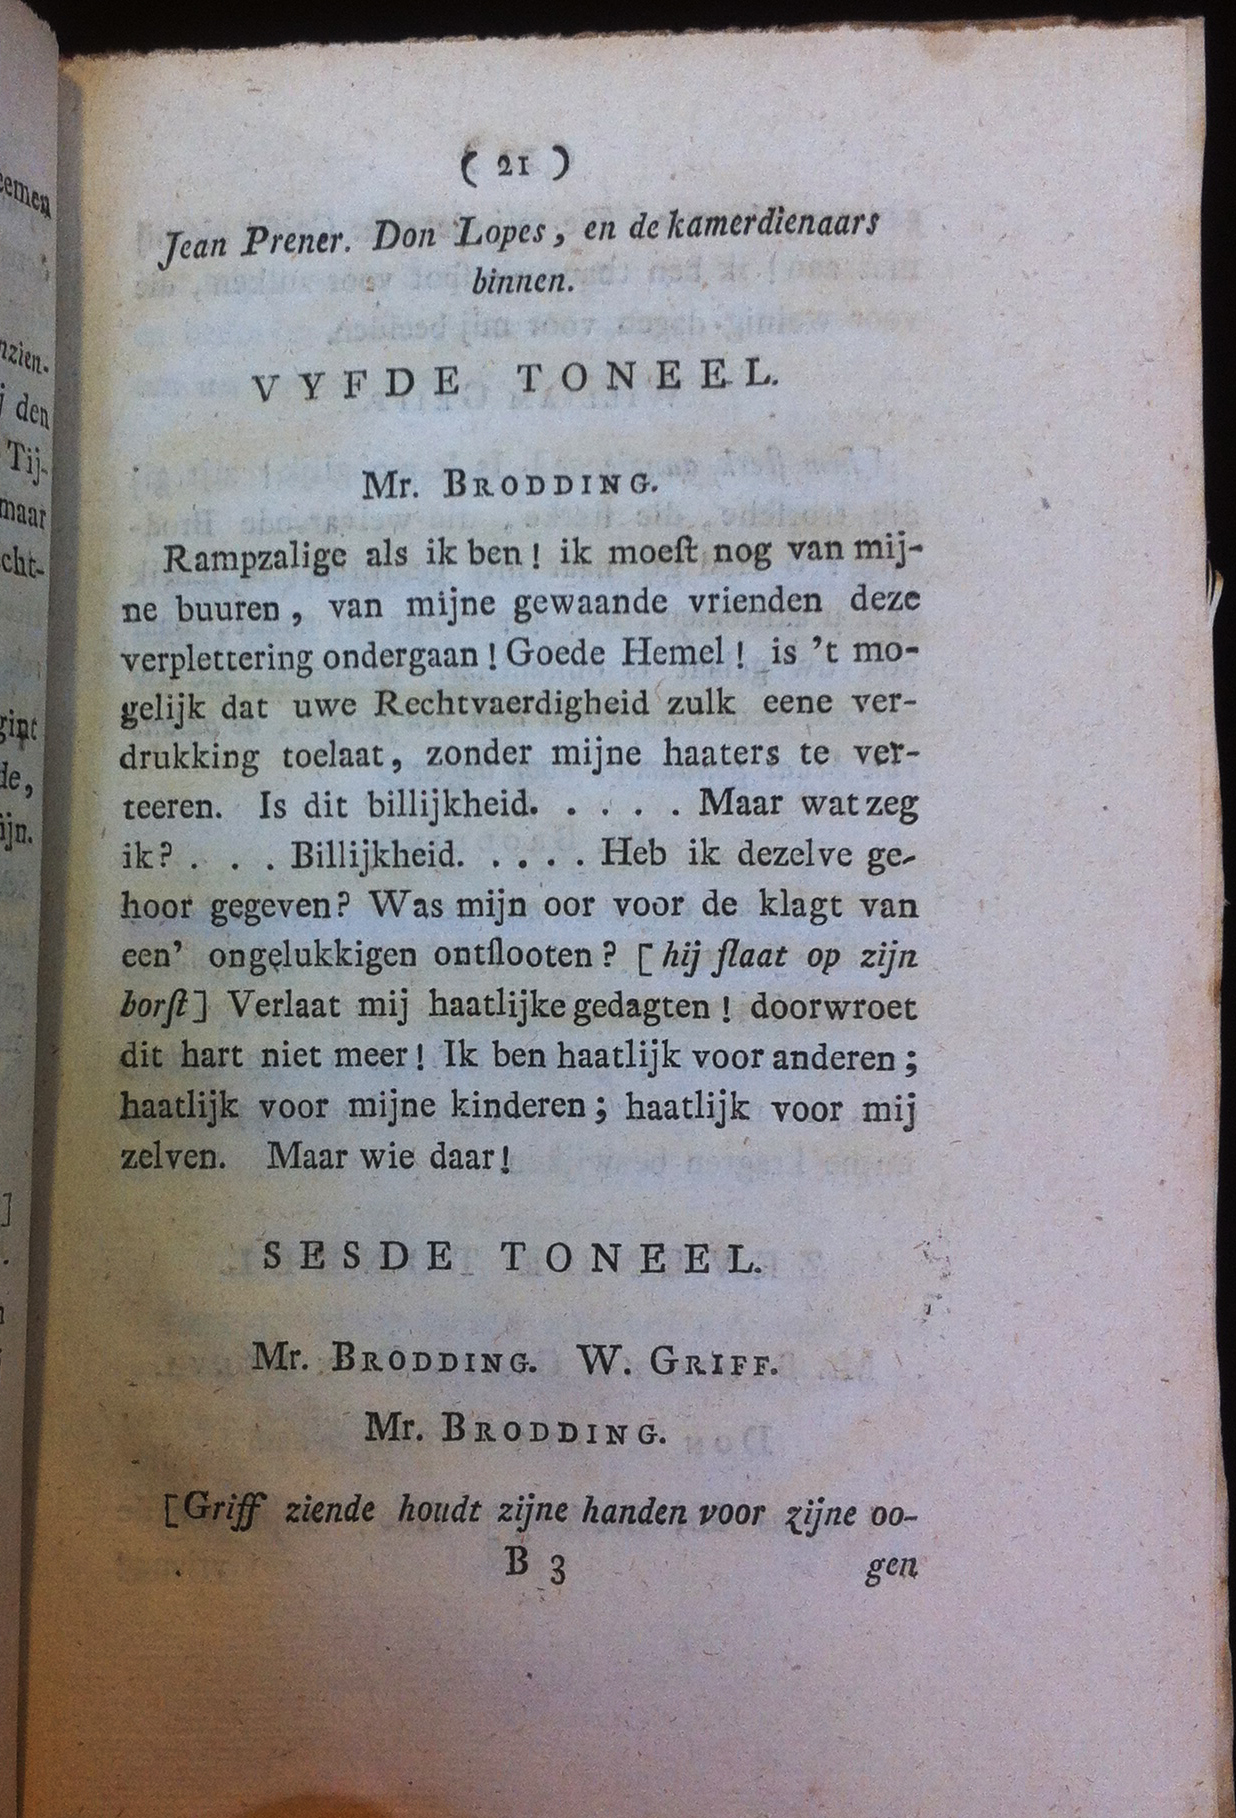 ( 21 )
Jean Prener. Don Lopes, en de kamerdienaars
binnen.
VYFDE TONEEL.
Mr. BRODDING.
Rampzalige als ik ben! ik moeſt nog van mij-
ne buuren, van mijne gewaande vrienden deze
verplettering ondergaan! Goede Hemel! is 't mo-
gelijk dat uwe Rechtvaerdigheid zulk eene ver-
drukking toelaat, zonder mijne haaters te ver-
teeren. Is dit billijkheid. . . . . Maar wat zeg
ik? . . . Billijkheid. . . . . Heb ik dezelve ge-
hoor gegeven? Was mijn oor voor de klagt van
een' ongelukkigen ontſlooten? [hij ſlaat op zijn
borſt] Verlaat mij haatlijke gedagten! doorwroet
dit hart niet meer! Ik ben haatlijk voor anderen;
haatlijk voor mijne kinderen; haatlijk voor mij
zelven. Maar wie daar!
SESDE TONEEL.
Mr. BRODDING. W. GRIFF.
Mr. BRODDING.
[Griff ziende houdt zijne handen voor zijne oo-
B 3 gen